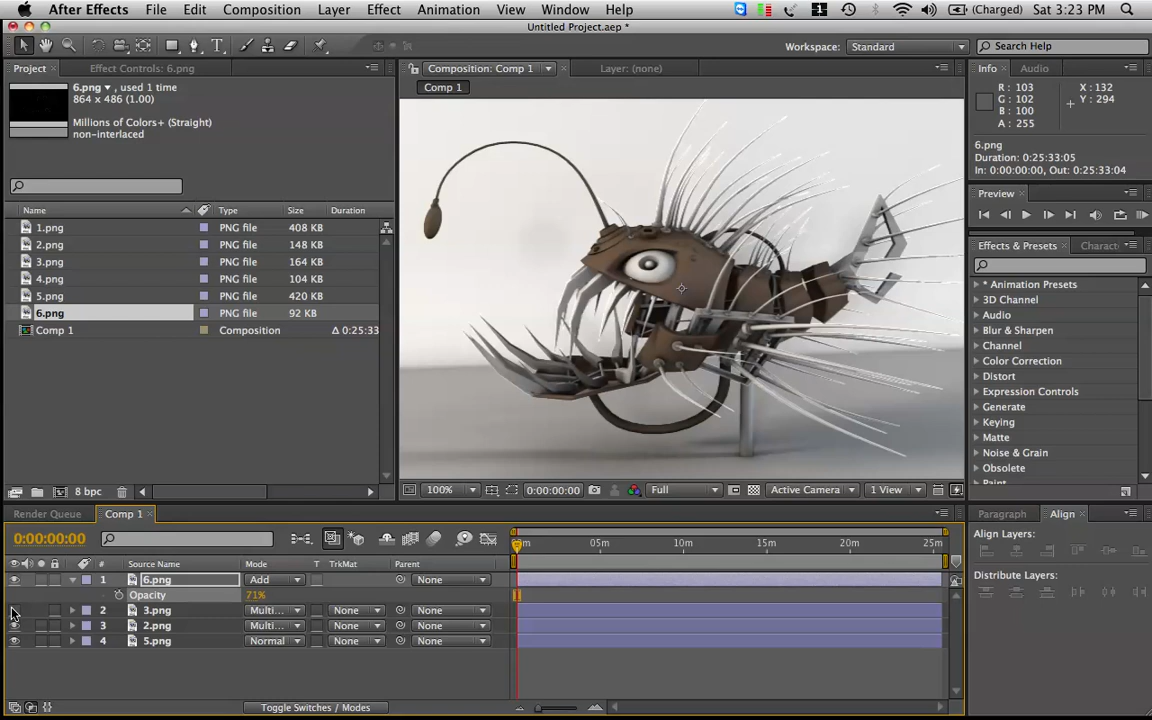 After Effects File Edit Composition Layer Effect Animation View Window Help 1 (Charged) Sat 3:23 PM
Untitled Project.aep *
Workspace: Standard Search Help
Project Effect Controls: 6.png Composition: Comp 1 Layer: (none) Info Audio
Comp 1
6.png , used 1 time
864 x 486 (1.00)
Millions of Colors+ (Straight)
non-interlaced
R : 103 X : 132
G : 102 Y : 294
B : 100
A : 255
6.png
Duration: 0:25:33:05
In: 0:00:00:00, Out: 0:25:33:04
Preview
Name Type Size Duration
1.png PNG file 408 KB
2.png PNG file 148 KB
3.png PNG file 164 KB
4.png PNG file 104 KB
5.png PNG file 420 KB
6.png PNG file 92 KB
Comp 1 Composition Δ 0:25:33
Effects & Presets Charact
* Animation Presets
3D Channel
Audio
Blur & Sharpen
Channel
Color Correction
Distort
Expression Controls
Generate
Keying
Matte
Noise & Grain
Obsolete
Paint
8 bpc 100% 0:00:00:00 Full Active Camera 1 View
Render Queue Comp 1 Paragraph Align
0:00:00:00
05m 10m 15m 20m 25m
Align Layers:
Distribute Layers:
# Source Name Mode T TrkMat Parent
1 6.png Add None
Opacity 71%
2 3.png Multi... None None
3 2.png Multi... None None
4 5.png Normal None None
Toggle Switches / Modes